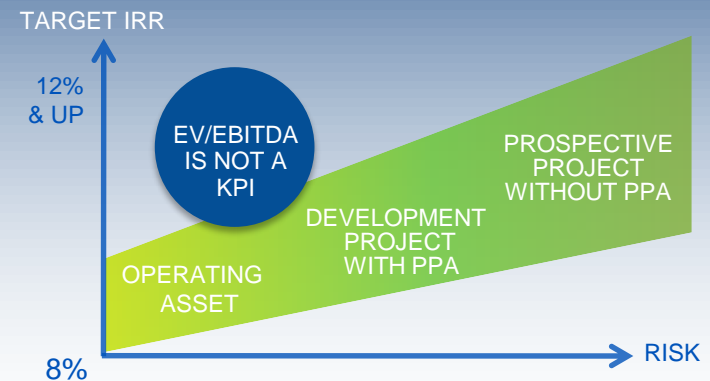 TARGET IRR
12%
& UP
EV/EBITDA
IS NOT A
KPI
PROSPECTIVE
PROJECT
WITHOUT PPA
DEVELOPMENT
PROJECT
WITH PPA
OPERATING
ASSET
RISK
8%